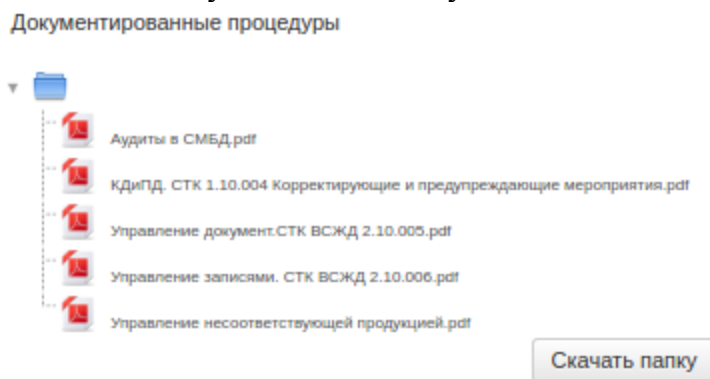 Документированные процедуры
Аудиты в СМБД.pdf
КДиПД. СТК 1.10.004 Корректирующие и предупреждающие мероприятия.pdf
Управление документ.СТК ВСЖД 2.10.005.pdf
Управление записями. СТК ВСЖД 2.10.006.pdf
Управление несоответствующей продукцией.pdf
Скачать папку